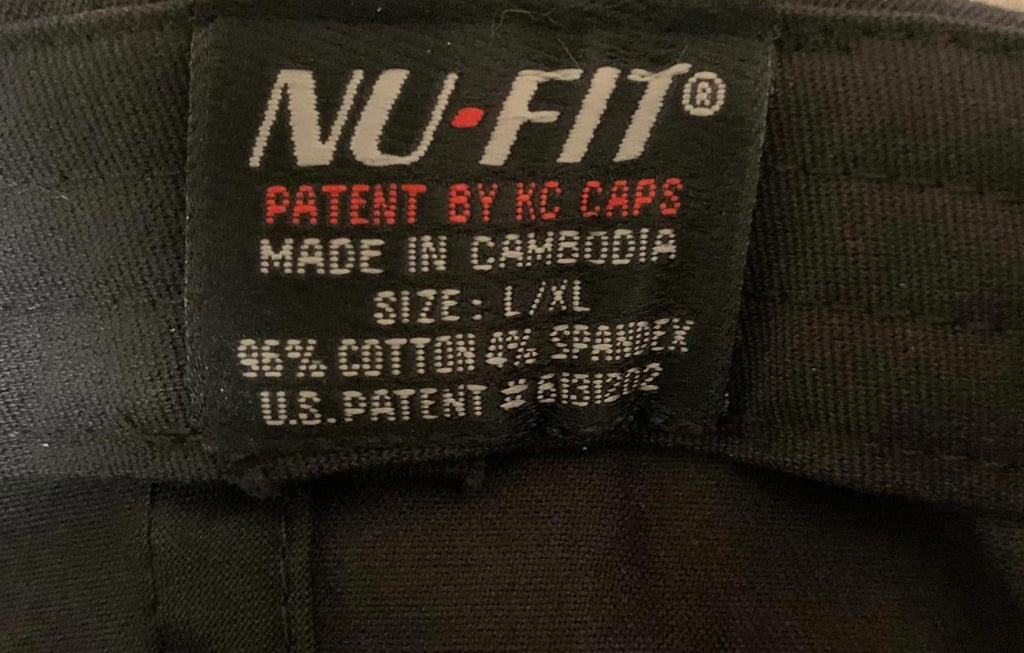 NU·FIT®
PATENT BY KC CAPS
MADE IN CAMBODIA
SIZE: L/XL
96% COTTON 4% SPANDEX
U.S. PATENT # 6131202